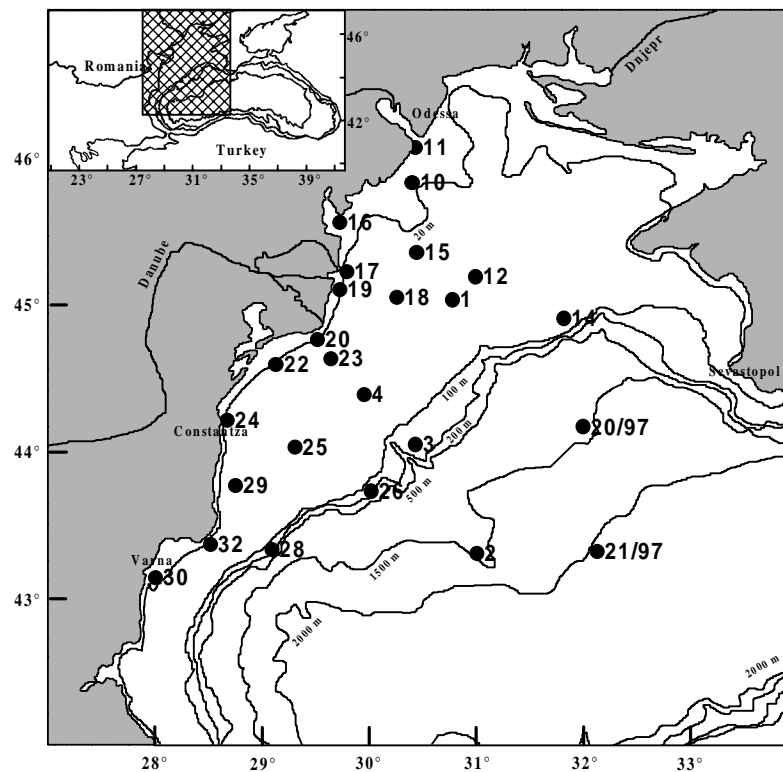 46°
Romania
42°
Turkey
23° 31° 39°
Dnjepr
Odessa
46°
11
10
16
20 m
15
17
12
Danube
19
18
1
45°
14
20
23
22
Sevastopol
100 m
4
24
Constantza
200 m
20/97
44°
3
25
29
26
500 m
32
28
2
21/97
Varna
1500 m
30
43°
2000 m
2000 m
28 29 30 31 32 33